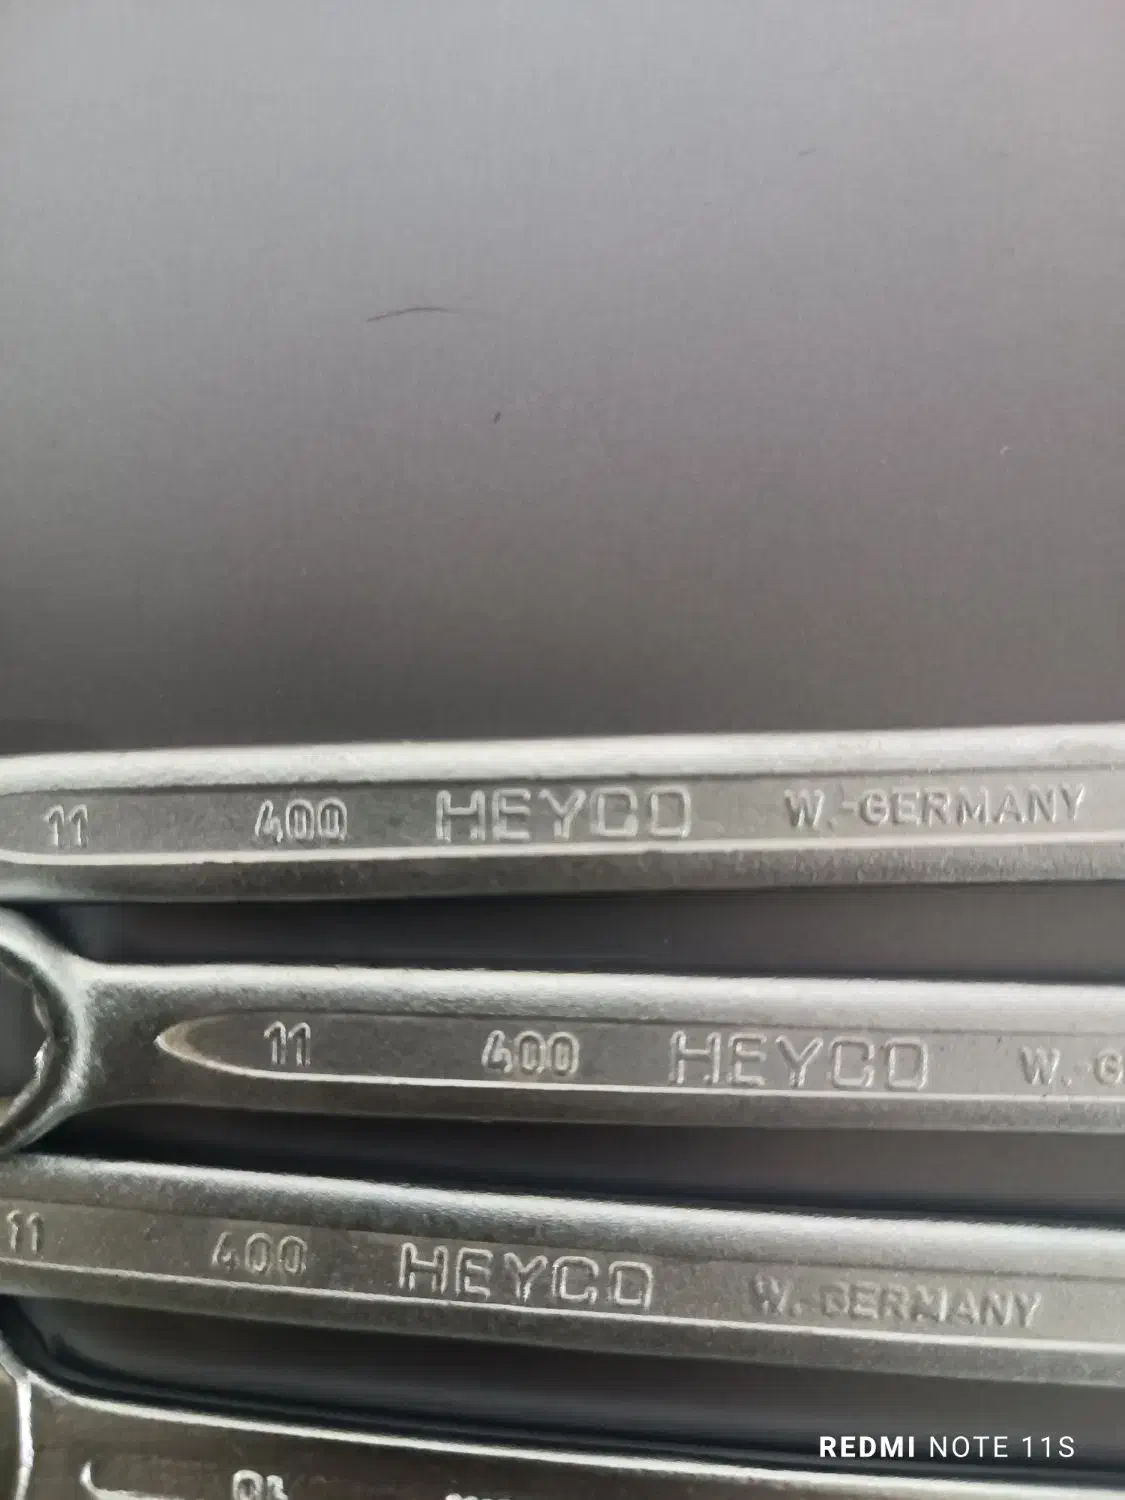 11 400 HEYCO W.-GERMANY
11 400 HEYCO W.-G
11 400 HEYCO W.-GERMANY
REDMI NOTE 11S